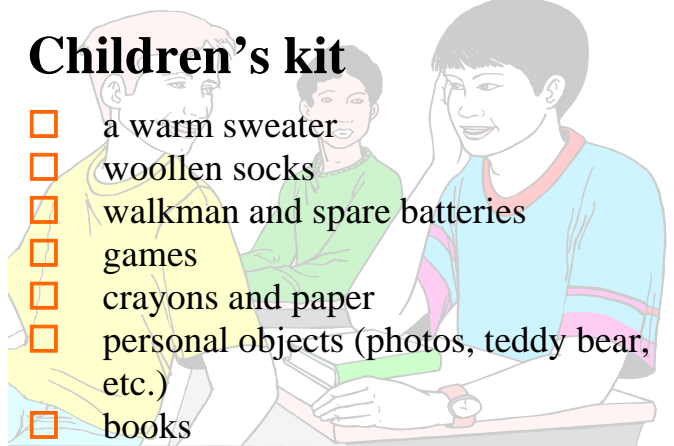 Children’s kit
☐ a warm sweater
☐ woollen socks
☐ walkman and spare batteries
☐ games
☐ crayons and paper
☐ personal objects (photos, teddy bear,
etc.)
☐ books